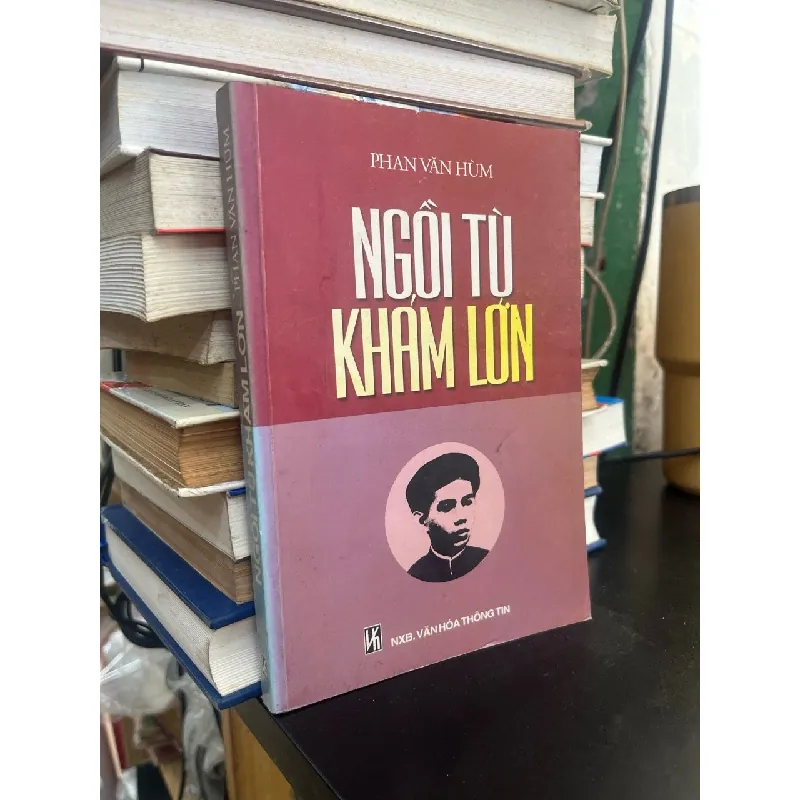 PHAN VĂN HÙM
NGỒI TÙ
KHÁM LỚN
NXB. VĂN HÓA THÔNG TIN
NGỒI TÙ KHÁM LỚN PHAN VĂN HÙM